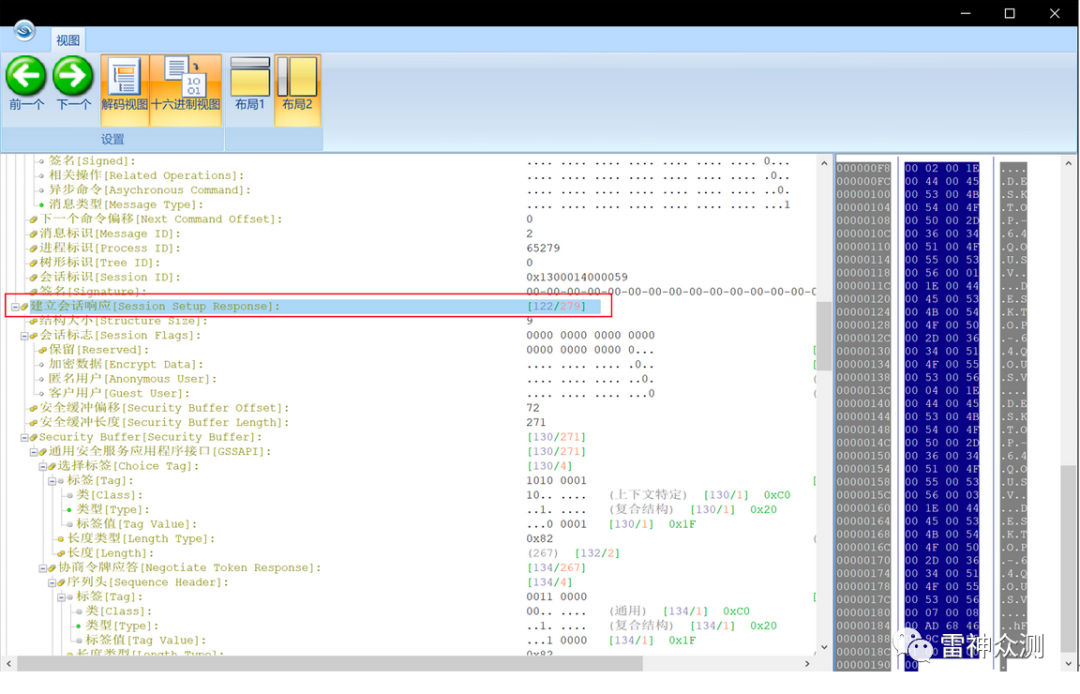 视图
前一个 下一个 解码视图 十六进制视图 布局1 布局2
设置
签名[Signed]: .... .... .... .... .... .... .... 0...
相关操作[Related Operations]: .... .... .... .... .... .... .... .0..
异步命令[Asychronous Command]: .... .... .... .... .... .... .... ..0.
消息类型[Message Type]: .... .... .... .... .... .... .... ...1
下一个命令偏移[Next Command Offset]: 0
消息标识[Message ID]: 2
进程标识[Process ID]: 65279
树形标识[Tree ID]: 0
会话标识[Session ID]: 0x1300014000059
签名[Signature]: 00-00-00-00-00-00-00-00-00-00-00-00-00-00-0
建立会话响应[Session Setup Response]: [122/279]
结构大小[Structure Size]: 9
会话标志[Session Flags]: 0000 0000 0000 0000
保留[Reserved]: 0000 0000 0000 0... [
加密数据[Encrypt Data]: .... .... .... .0.. [
匿名用户[Anonymous User]: .... .... .... ..0. (
客户用户[Guest User]: .... .... .... ...0 (
安全缓冲偏移[Security Buffer Offset]: 72
安全缓冲长度[Security Buffer Length]: 271
Security Buffer[Security Buffer]: [130/271]
通用安全服务应用程序接口[GSSAPI]: [130/271]
选择标签[Choice Tag]: [130/4]
标签[Tag]: 1010 0001 [
类[Class]: 10.. .... (上下文特定) [130/1] 0xC0
类型[Type]: ..1. .... (复合结构) [130/1] 0x20
标签值[Tag Value]: ...0 0001 [130/1] 0x1F
长度类型[Length Type]: 0x82 (
长度[Length]: (267) [132/2]
协商令牌应答[Negotiate Token Response]: [134/267]
序列头[Sequence Header]: [134/4]
标签[Tag]: 0011 0000 [
类[Class]: 00.. .... (通用) [134/1] 0xC0
类型[Type]: ..1. .... (复合结构) [134/1] 0x20
标签值[Tag Value]: ...1 0000 [134/1] 0x1F
长度类型[Length Type]: 0x82
000000F8 00 02 00 1E ....
000000FC 00 44 00 45 .D.E
00000100 00 53 00 4B .S.K
00000104 00 54 00 4F .T.O
00000108 00 50 00 2D .P.-
0000010C 00 36 00 34 .6.4
00000110 00 51 00 4F .Q.O
00000114 00 55 00 53 .U.S
00000118 00 56 00 01 .V..
0000011C 00 1E 00 44 ...D
00000120 00 45 00 53 .E.S
00000124 00 4B 00 54 .K.T
00000128 00 4F 00 50 .O.P
0000012C 00 2D 00 36 .-.6
00000130 00 34 00 51 .4.Q
00000134 00 4F 00 55 .O.U
00000138 00 53 00 56 .S.V
0000013C 00 04 00 1E ....
00000140 00 44 00 45 .D.E
00000144 00 53 00 4B .S.K
00000148 00 54 00 4F .T.O
0000014C 00 50 00 2D .P.-
00000150 00 36 00 34 .6.4
00000154 00 51 00 4F .Q.O
00000158 00 55 00 53 .U.S
0000015C 00 56 00 03 .V..
00000160 00 1E 00 44 ...D
00000164 00 45 00 53 .E.S
00000168 00 4B 00 54 .K.T
0000016C 00 4F 00 50 .O.P
00000170 00 2D 00 36 .-.6
00000174 00 34 00 51 .4.Q
00000178 00 4F 00 55 .O.U
0000017C 00 53 00 56 .S.V
00000180 00 07 00 08 ....
00000184 00 AD 68 46 ..hF
00000188
0000018C
00000190 00 .
雷神众测